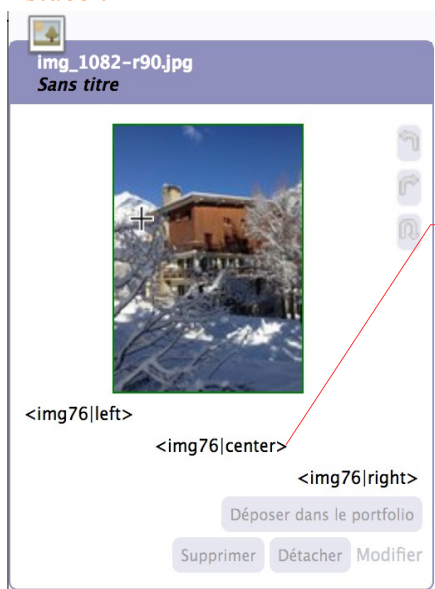 img_1082-r90.jpg
Sans titre
<img76|left>
<img76|center>
<img76|right>
Déposer dans le portfolio
Supprimer Détacher Modifier